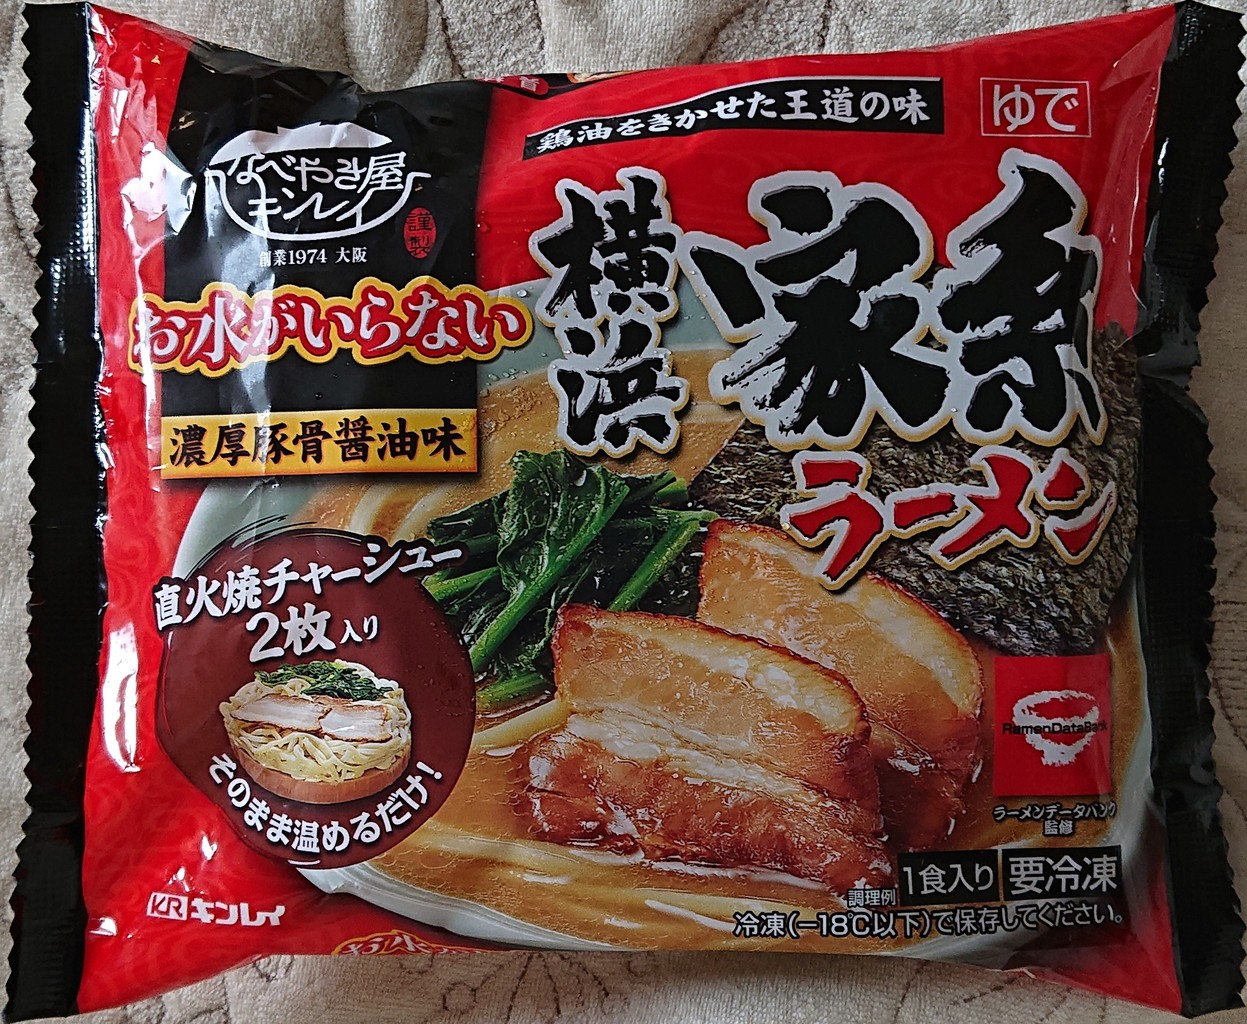 なべやき屋
キンレイ
謹製
創業1974 大阪
鶏油をきかせた王道の味
ゆで
お水がいらない
濃厚豚骨醤油味
横浜
家系
ラーメン
直火焼チャーシュー
2枚入り
そのまま温めるだけ!
RamenDataBank
ラーメンデータバンク
監修
KR キンレイ
調理例
1食入り
要冷凍
冷凍(−18℃以下)で保存してください。
お水